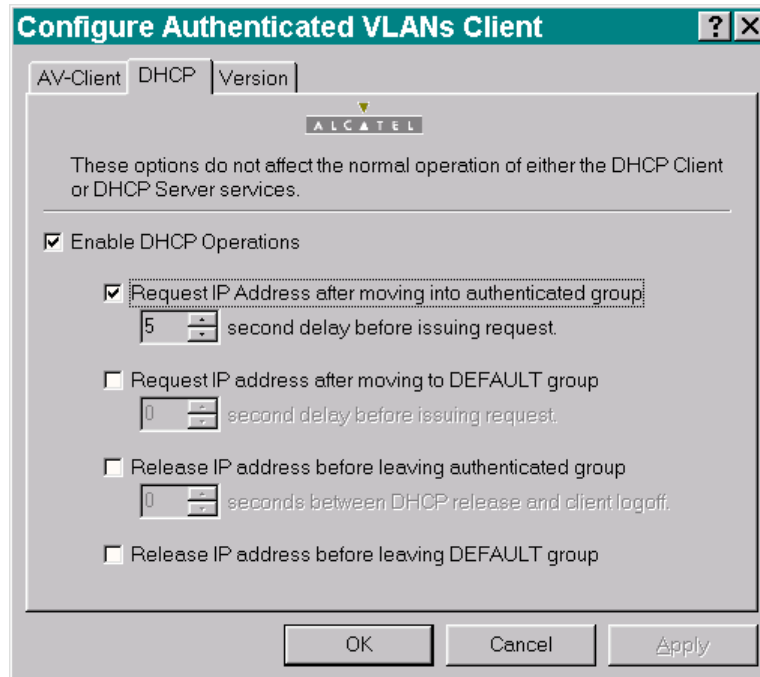 Configure Authenticated VLANs Client
? X
AV-Client DHCP Version
ALCATEL
These options do not affect the normal operation of either the DHCP Client
or DHCP Server services.
Enable DHCP Operations
Request IP Address after moving into authenticated group
5 second delay before issuing request.
Request IP address after moving to DEFAULT group
0 second delay before issuing request.
Release IP address before leaving authenticated group
0 seconds between DHCP release and client logoff.
Release IP address before leaving DEFAULT group
OK Cancel Apply